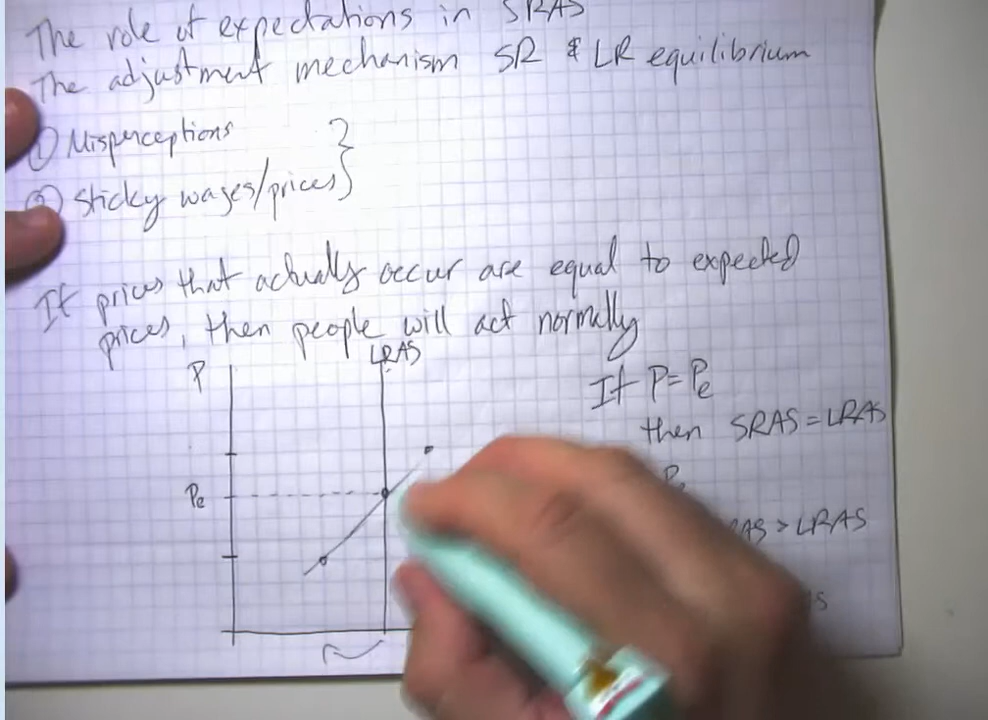 The role of expectations in SRAS
The adjustment mechanism SR & LR equilibrium
① Misperceptions
② Sticky wages/prices
If prices that actually occur are equal to expected
prices, then people will act normally
LRAS
P
If P=Pe
then SRAS=LRAS
Pe
AS > LRAS